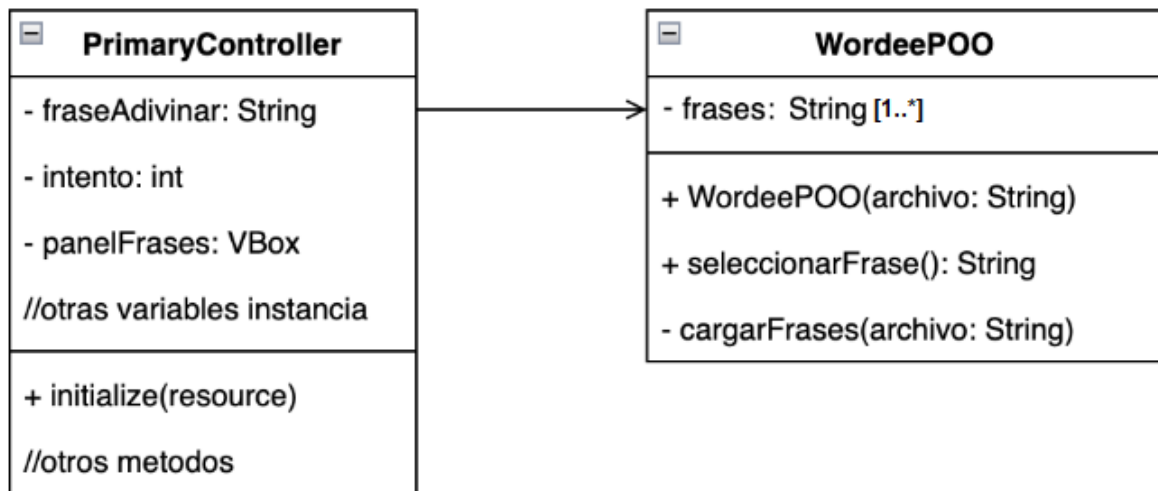 PrimaryController
- fraseAdivinar: String
- intento: int
- panelFrases: VBox
//otras variables instancia
+ initialize(resource)
//otros metodos
WordeePOO
- frases: String [1..*]
+ WordeePOO(archivo: String)
+ seleccionarFrase(): String
- cargarFrases(archivo: String)